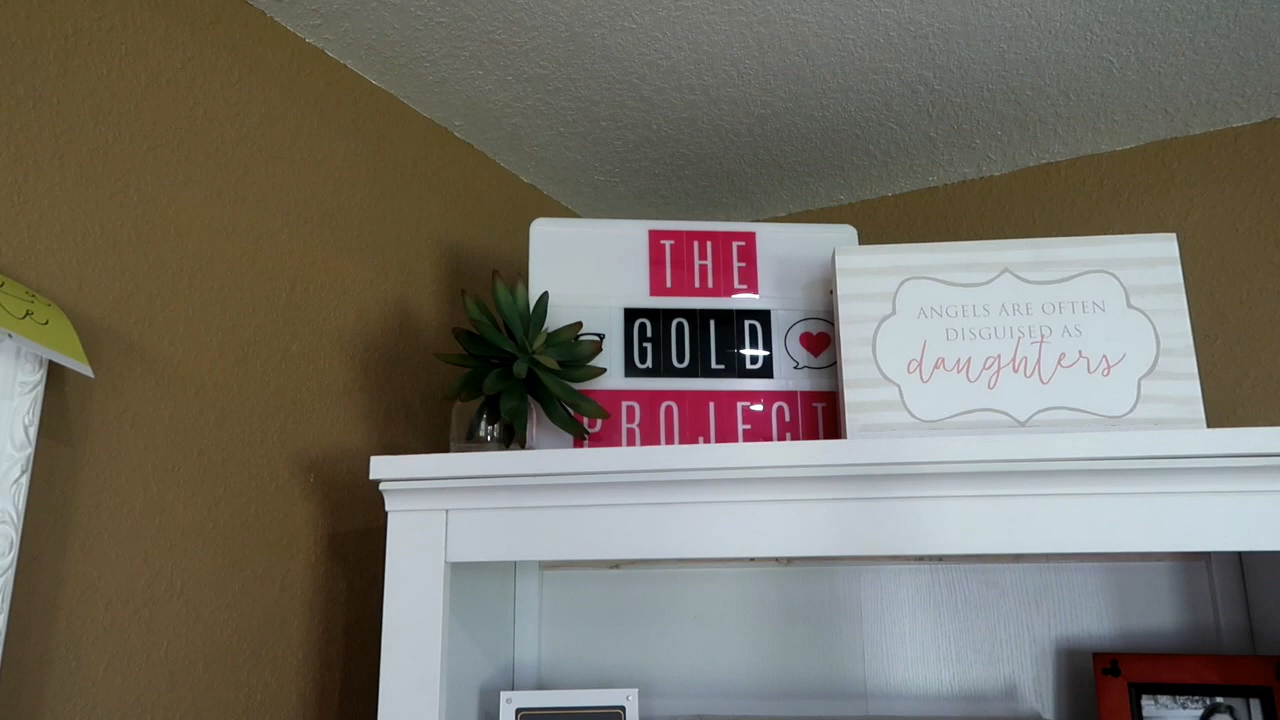 THE
GOLD
PROJECT
ANGELS ARE OFTEN
DISGUISED AS
daughters